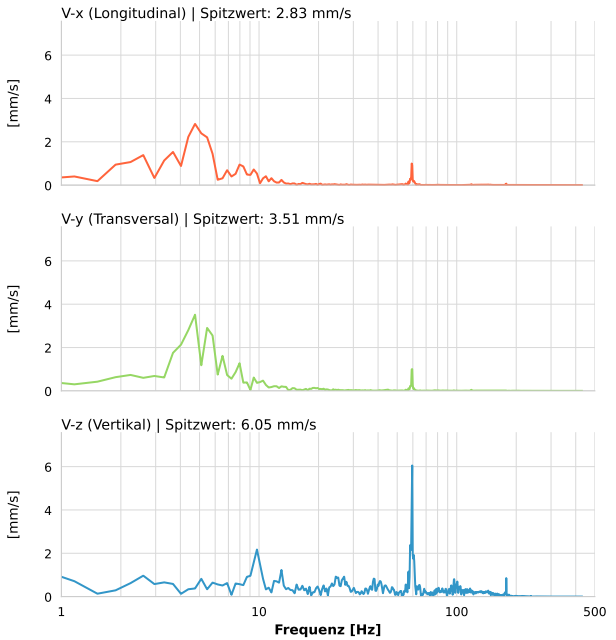 V-x (Longitudinal) | Spitzwert: 2.83 mm/s
6
4
2
0
[mm/s]
V-y (Transversal) | Spitzwert: 3.51 mm/s
6
4
2
0
[mm/s]
V-z (Vertikal) | Spitzwert: 6.05 mm/s
6
4
2
0
[mm/s]
1 10 100 500
Frequenz [Hz]